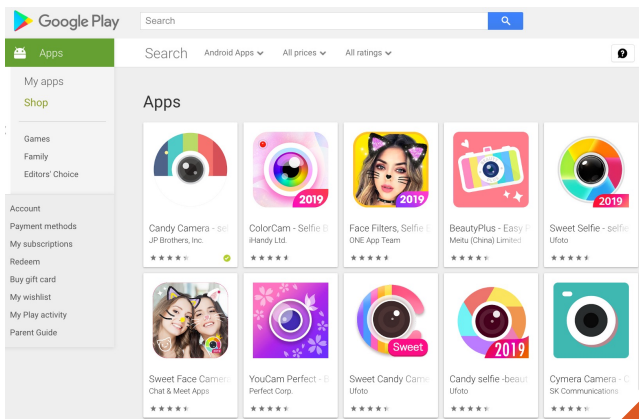 Google Play
Search
Apps
Search Android Apps All prices All ratings
My apps
Shop
Games
Family
Editors' Choice
Account
Payment methods
My subscriptions
Redeem
Buy gift card
My wishlist
My Play activity
Parent Guide
Apps
2019 2019 2019
Candy Camera - sel ColorCam - Selfie B Face Filters, Selfie BeautyPlus - Easy P Sweet Selfie - selfie
JP Brothers, Inc. iHandy Ltd. ONE App Team Meitu (China) Limited Ufoto
Sweet 2019
Sweet Face Camera YouCam Perfect - B Sweet Candy Came Candy selfie -beaut Cymera Camera - C
Chat & Meet Apps Perfect Corp. Ufoto Ufoto SK Communications